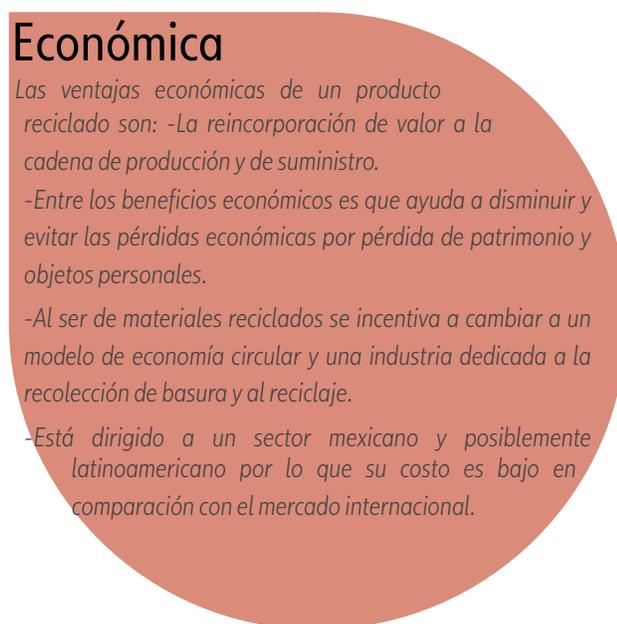 Económica
Las ventajas económicas de un producto
reciclado son: -La reincorporación de valor a la
cadena de producción y de suministro.
-Entre los beneficios económicos es que ayuda a disminuir y
evitar las pérdidas económicas por pérdida de patrimonio y
objetos personales.
-Al ser de materiales reciclados se incentiva a cambiar a un
modelo de economía circular y una industria dedicada a la
recolección de basura y al reciclaje.
-Está dirigido a un sector mexicano y posiblemente
latinoamericano por lo que su costo es bajo en
comparación con el mercado internacional.